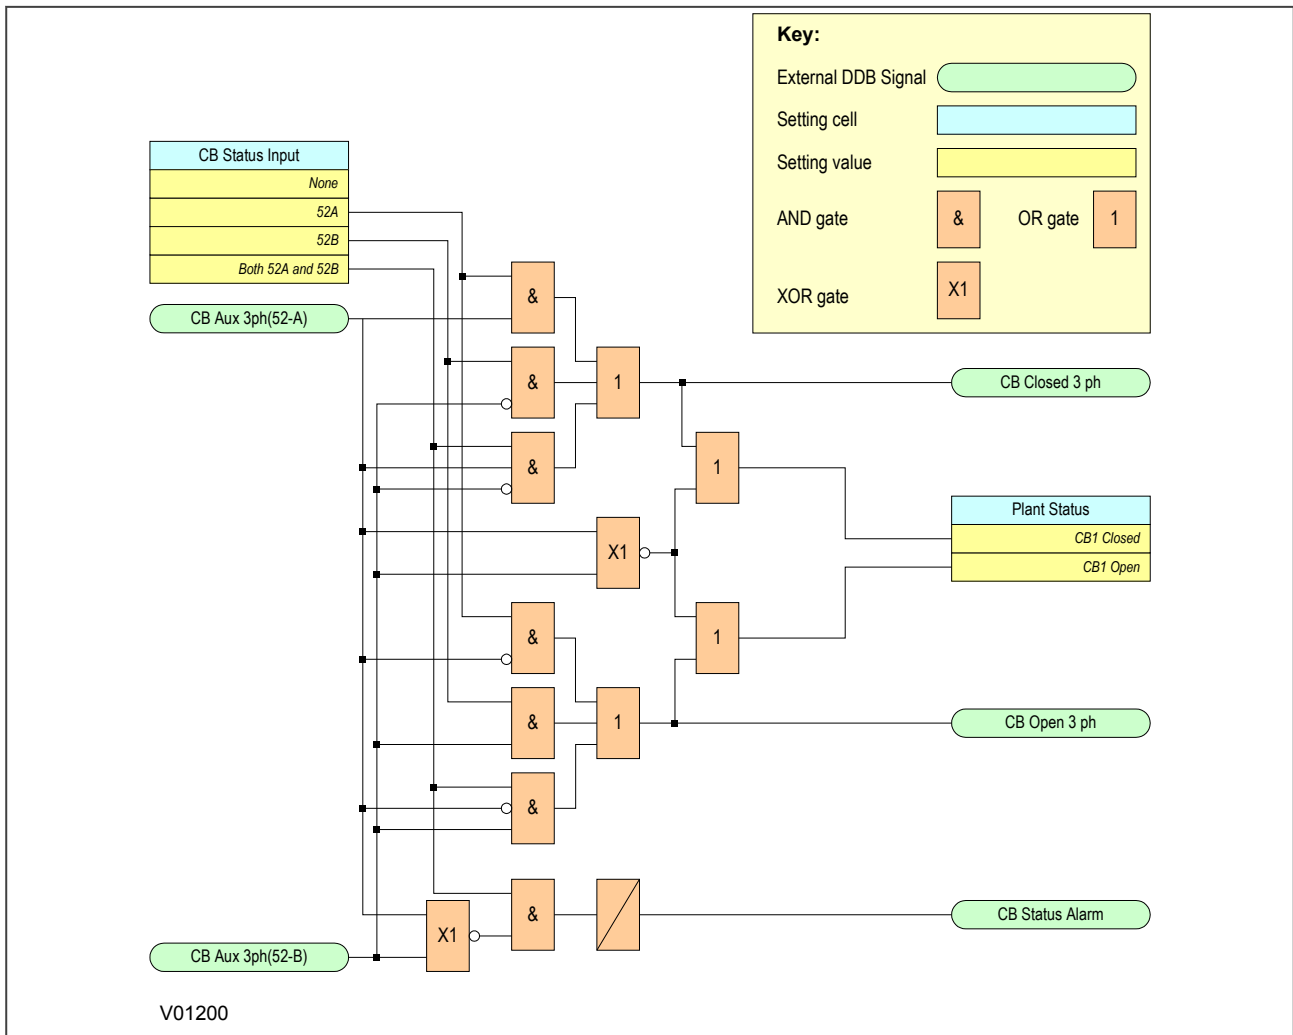 Key:
External DDB Signal
Setting cell
Setting value
AND gate
&
OR gate
1
XOR gate
X1
CB Status Input
None
52A
52B
Both 52A and 52B
CB Aux 3ph(52-A)
&
&
1
CB Closed 3 ph
&
1
Plant Status
CB1 Closed
CB1 Open
X1
&
1
&
1
CB Open 3 ph
&
&
CB Status Alarm
X1
CB Aux 3ph(52-B)
V01200